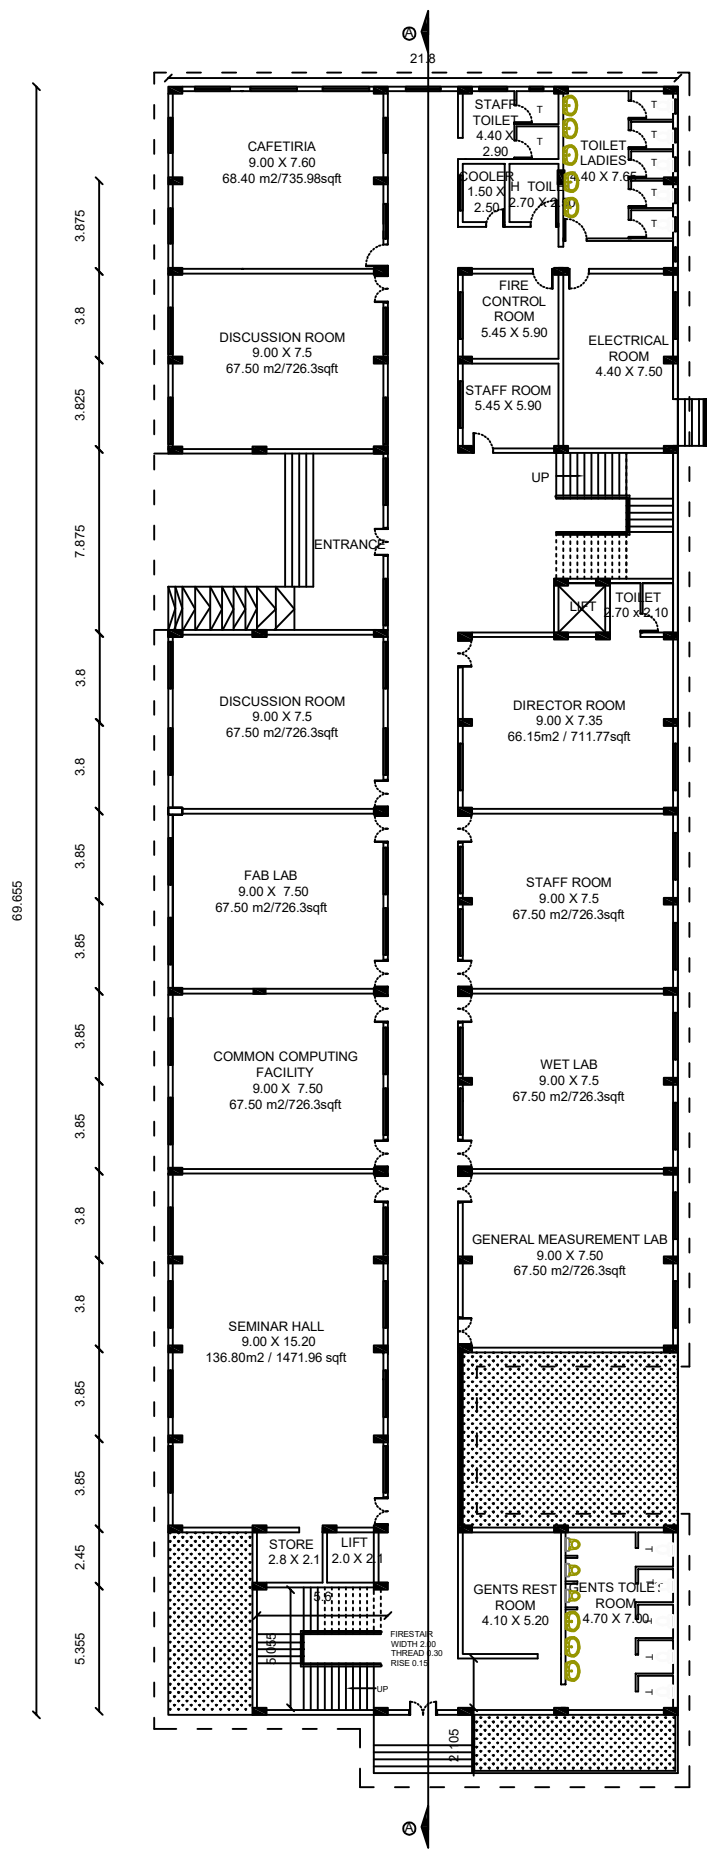 A
21.8
CAFETIRIA
9.00 X 7.60
68.40 m2/735.98sqft
STAFF
TOILET
4.40 X
2.90
T
T
TOILET
LADIES
4.40 X 7.65
T
T
T
T
T
COOLER
1.50 X
2.50
H TOILET
2.70 X
DISCUSSION ROOM
9.00 X 7.5
67.50 m2/726.3sqft
FIRE
CONTROL
ROOM
5.45 X 5.90
ELECTRICAL
ROOM
4.40 X 7.50
STAFF ROOM
5.45 X 5.90
UP
ENTRANCE
LIFT
TOILET
2.70 x 2.10
DISCUSSION ROOM
9.00 X 7.5
67.50 m2/726.3sqft
DIRECTOR ROOM
9.00 X 7.35
66.15m2 / 711.77sqft
FAB LAB
9.00 X 7.50
67.50 m2/726.3sqft
STAFF ROOM
9.00 X 7.5
67.50 m2/726.3sqft
COMMON COMPUTING
FACILITY
9.00 X 7.50
67.50 m2/726.3sqft
WET LAB
9.00 X 7.5
67.50 m2/726.3sqft
GENERAL MEASUREMENT LAB
9.00 X 7.50
67.50 m2/726.3sqft
SEMINAR HALL
9.00 X 15.20
136.80m2 / 1471.96 sqft
STORE
2.8 X 2.1
LIFT
2.0 X 2.1
GENTS REST
ROOM
4.10 X 5.20
GENTS TOILET
ROOM
4.70 X 7.00
T
T
T
T
T
5.6
5.055
FIRESTAIR
WIDTH 2.00
THREAD 0.30
RISE 0.15
UP
2.105
A
69.655
3.875
3.8
3.825
7.875
3.8
3.8
3.85
3.85
3.85
3.85
3.8
3.8
3.85
3.85
2.45
5.355